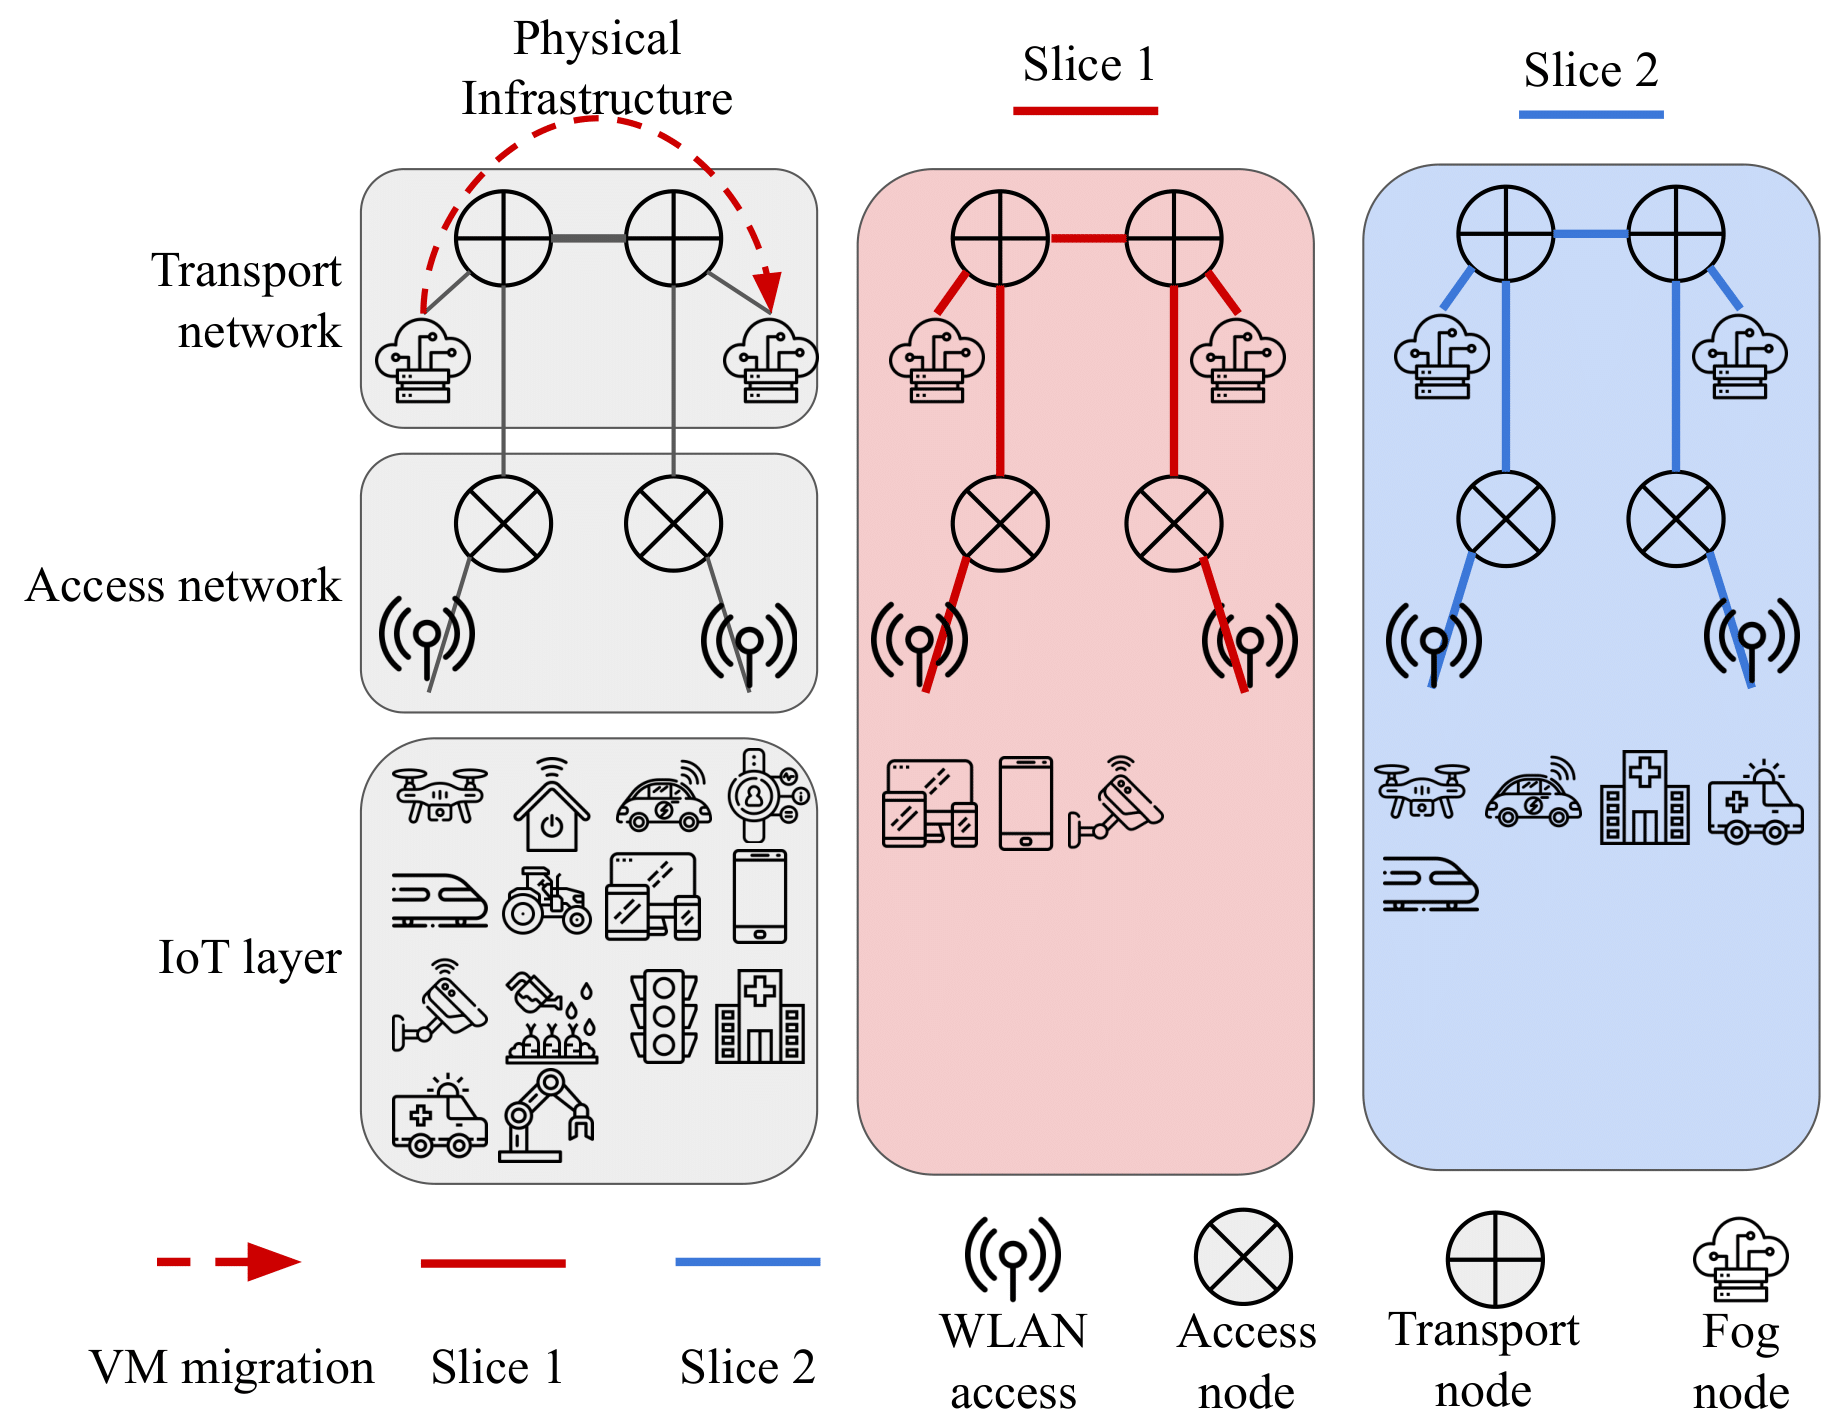 Physical
Infrastructure
Slice 1
Slice 2
Transport
network
Access network
IoT layer
VM migration
Slice 1
Slice 2
WLAN
access
Access
node
Transport
node
Fog
node